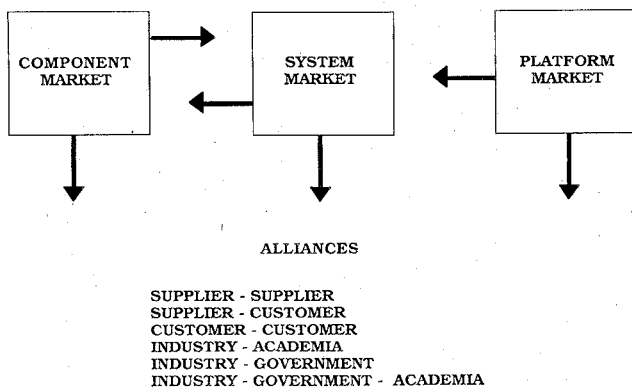 COMPONENT
MARKET
SYSTEM
MARKET
PLATFORM
MARKET
ALLIANCES
SUPPLIER - SUPPLIER
SUPPLIER - CUSTOMER
CUSTOMER - CUSTOMER
INDUSTRY - ACADEMIA
INDUSTRY - GOVERNMENT
INDUSTRY - GOVERNMENT - ACADEMIA